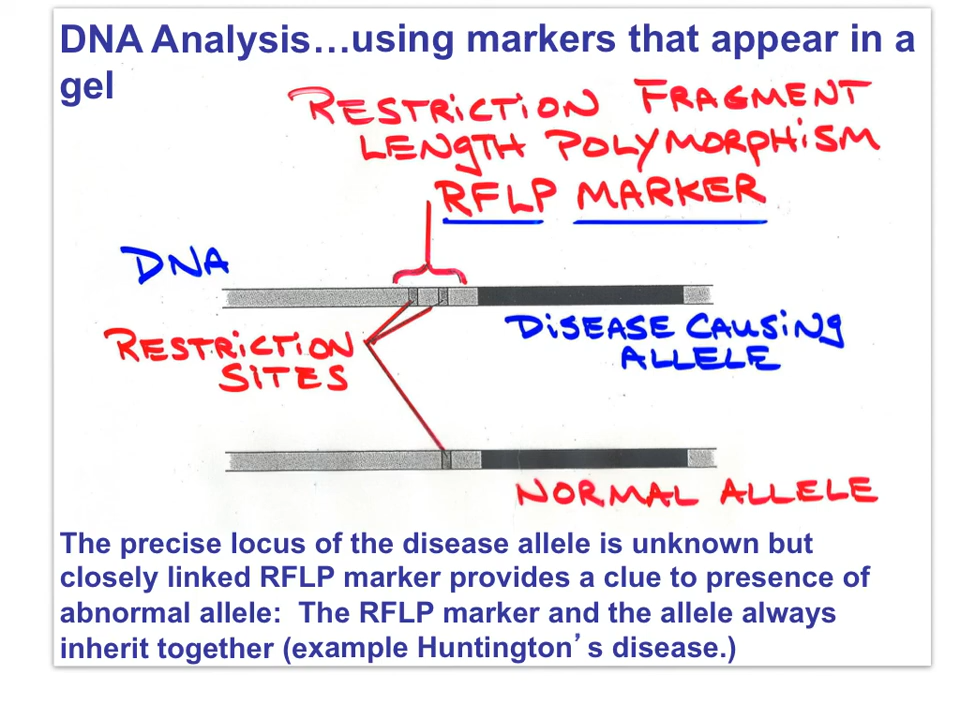 DNA Analysis…using markers that appear in a
gel
RESTRiCTiON FRAGMENT
LENgTH POLYMORPHiSM
RFLP MARKER
DNA
DiSEASE CAUSiNg
ALLELE
RESTRiCTiON
SiTES
NORMAL ALLELE
The precise locus of the disease allele is unknown but
closely linked RFLP marker provides a clue to presence of
abnormal allele:  The RFLP marker and the allele always
inherit together (example Huntington’s disease.)